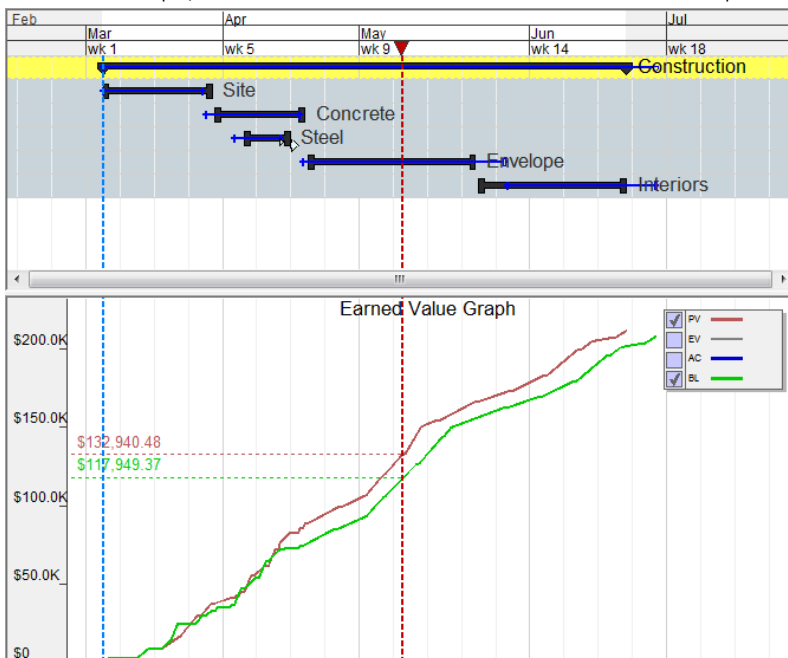 Feb Apr Jul
Mar May Jun
wk 1 wk 5 wk 9 wk 14 wk 18
Construction
Site
Concrete
Steel
Envelope
Interiors
Earned Value Graph
PV
EV
AC
BL
$200.0K
$150.0K
$132,940.48
$117,949.37
$100.0K
$50.0K
$0